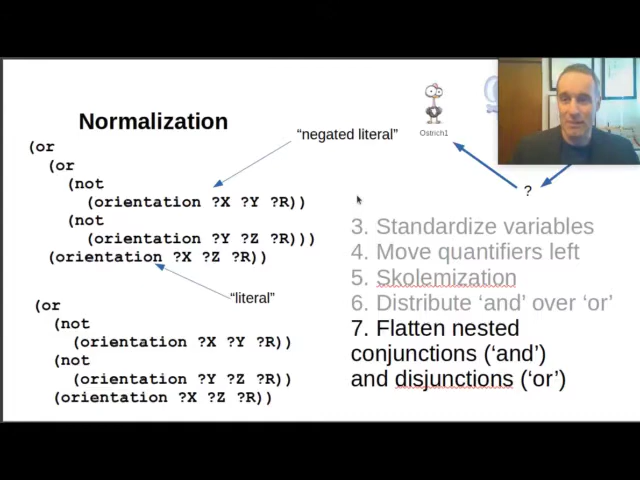 Normalization
(or
(or
(not
(orientation ?X ?Y ?R))
(not
(orientation ?Y ?Z ?R)))
(orientation ?X ?Z ?R))
"negated literal"
"literal"
(or
(not
(orientation ?X ?Y ?R))
(not
(orientation ?Y ?Z ?R))
(orientation ?X ?Z ?R))
Ostrich1
?
3. Standardize variables
4. Move quantifiers left
5. Skolemization
6. Distribute ‘and’ over ‘or’
7. Flatten nested
conjunctions (‘and’)
and disjunctions (‘or’)